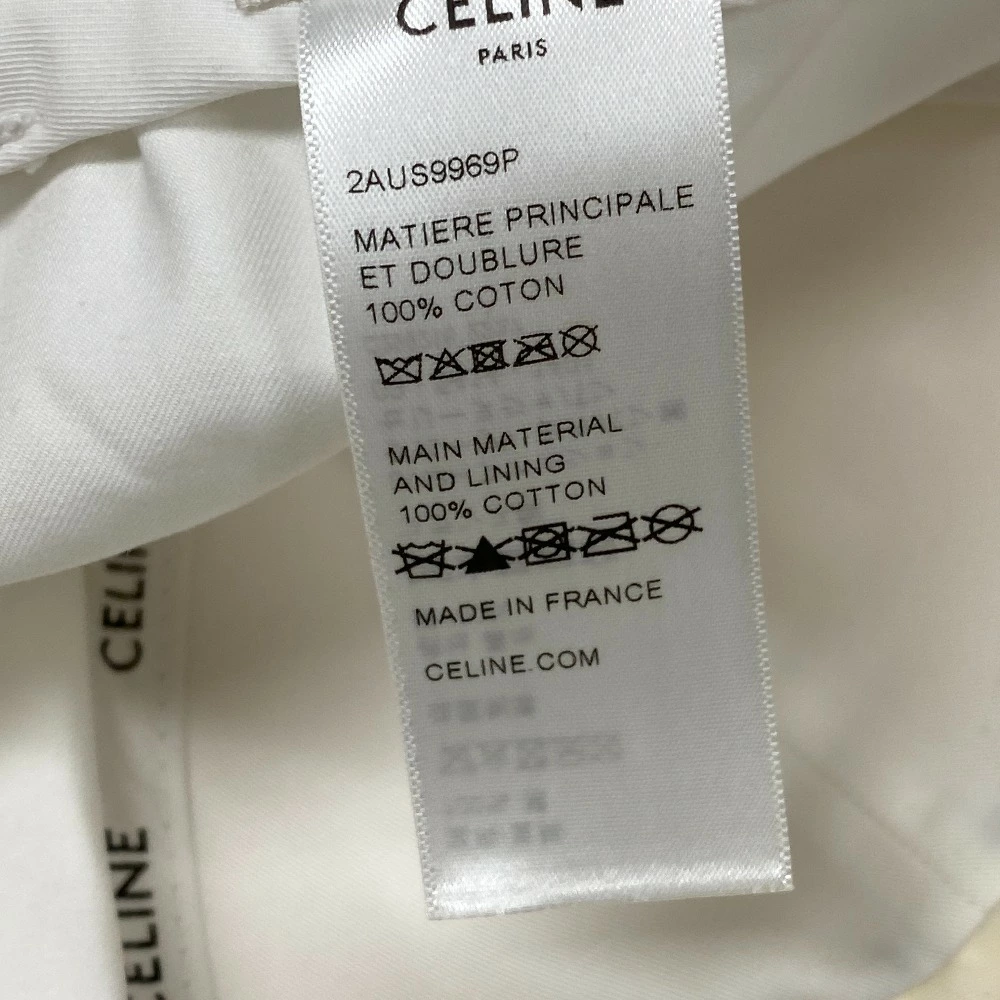 CELINE
PARIS
2AUS9969P
MATIERE PRINCIPALE
ET DOUBLURE
100% COTON
MAIN MATERIAL
AND LINING
100% COTTON
MADE IN FRANCE
CELINE.COM
CELINE
CELINE